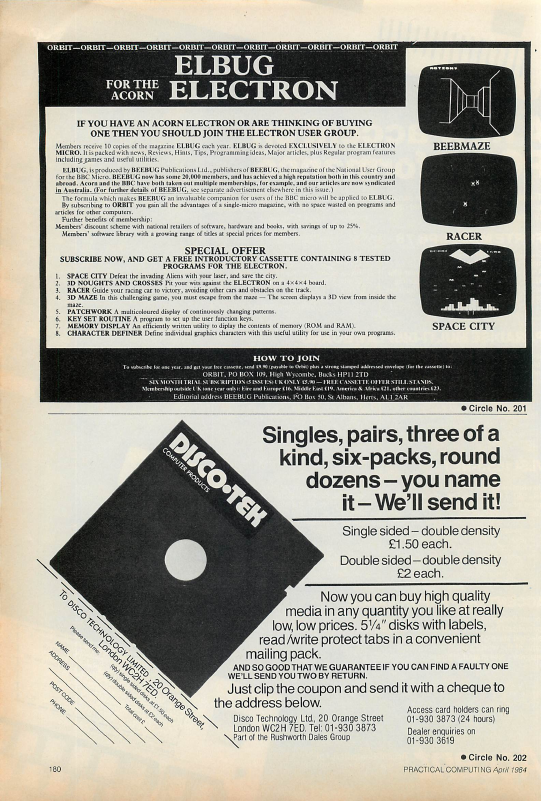 ORBIT—ORBIT—ORBIT—ORBIT—ORBIT—ORBIT—ORBIT—ORBIT—ORBIT—ORBIT
ELBUG
FOR THE
ACORN ELECTRON
IF YOU HAVE AN ACORN ELECTRON OR ARE THINKING OF BUYING
ONE THEN YOU SHOULD JOIN THE ELECTRON USER GROUP.
Members receive 10 copies of the magazine ELBUG each year. ELBUG is devoted EXCLUSIVELY to the ELECTRON
MICRO. It is packed with news, Reviews, Hints, Tips, Programming ideas, Major articles, plus Regular program features
including games and useful utilities.
ELBUG, is produced by BEEBUG Publications Ltd., publishers of BEEBUG, the magazine of the National User Group
for the BBC Micro. BEEBUG now has some 20,000 members, and has achieved a high reputation both in this country and
abroad. Acorn and the BBC have both taken out multiple memberships, for example, and our articles are now syndicated
in Australia. (For further details of BEEBUG, see separate advertisement elsewhere in this issue.)
The formula which makes BEEBUG an invaluable companion for users of the BBC micro will be applied to ELBUG.
By subscribing to ORBIT you gain all the advantages of a single-micro magazine, with no space wasted on programs and
articles for other computers.
Further benefits of membership:
Members' discount scheme with national retailers of software, hardware and books, with savings of up to 25%.
Members' software library with a growing range of titles at special prices for members.
SPECIAL OFFER
SUBSCRIBE NOW, AND GET A FREE INTRODUCTORY CASSETTE CONTAINING 8 TESTED
PROGRAMS FOR THE ELECTRON.
1. SPACE CITY Defeat the invading Aliens with your laser, and save the city.
2. 3D NOUGHTS AND CROSSES Pit your wits against the ELECTRON on a 4×4×4 board.
3. RACER Guide your racing car to victory, avoiding other cars and obstacles on the track.
4. 3D MAZE In this challenging game, you must escape from the maze — The screen displays a 3D view from inside the
maze.
5. PATCHWORK A multicoloured display of continuously changing patterns.
6. KEY SET ROUTINE A program to set up the user function keys.
7. MEMORY DISPLAY An efficiently written utility to display the contents of memory (ROM and RAM).
8. CHARACTER DEFINER Define individual graphics characters with this useful utility for use in your own programs.
BEEBMAZE
RACER
SPACE CITY
HOW TO JOIN
To subscribe for one year, and get your free cassette, send £9.90 (payable to Orbit) plus a strong stamped addressed envelope (for the cassette) to:
ORBIT, PO BOX 109, High Wycombe, Bucks HP11 2TD
SIX MONTH TRIAL SUBSCRIPTION (5 ISSUES) UK ONLY £5.90 — FREE CASSETTE OFFER STILL STANDS.
Membership outside UK (one year only): Eire and Europe £16, Middle East £19, America & Africa £21, other countries £23.
Editorial address BEEBUG Publications, PO Box 50, St Albans, Herts, AL1 2AR
● Circle No. 201
DISCO•TEK
COMPUTER PRODUCTS
Singles, pairs, three of a
kind, six-packs, round
dozens – you name
it – We'll send it!
Single sided – double density
£1.50 each.
Double sided – double density
£2 each.
Now you can buy high quality
media in any quantity you like at really
low, low prices. 5¼" disks with labels,
read/write protect tabs in a convenient
mailing pack.
AND SO GOOD THAT WE GUARANTEE IF YOU CAN FIND A FAULTY ONE
WE'LL SEND YOU TWO BY RETURN.
Just clip the coupon and send it with a cheque to
the address below.
Disco Technology Ltd, 20 Orange Street
London WC2H 7ED. Tel: 01-930 3873
Part of the Rushworth Dales Group
Access card holders can ring
01-930 3873 (24 hours)
Dealer enquiries on
01-930 3619
To DISCO TECHNOLOGY LIMITED, 20 Orange Street,
London WC2H 7ED.
Please send me:
single sided disks at £1.50 each
double sided disks at £2 each
Total cost £
NAME
ADDRESS
POST CODE
PHONE
● Circle No. 202
180
PRACTICAL COMPUTING April 1984